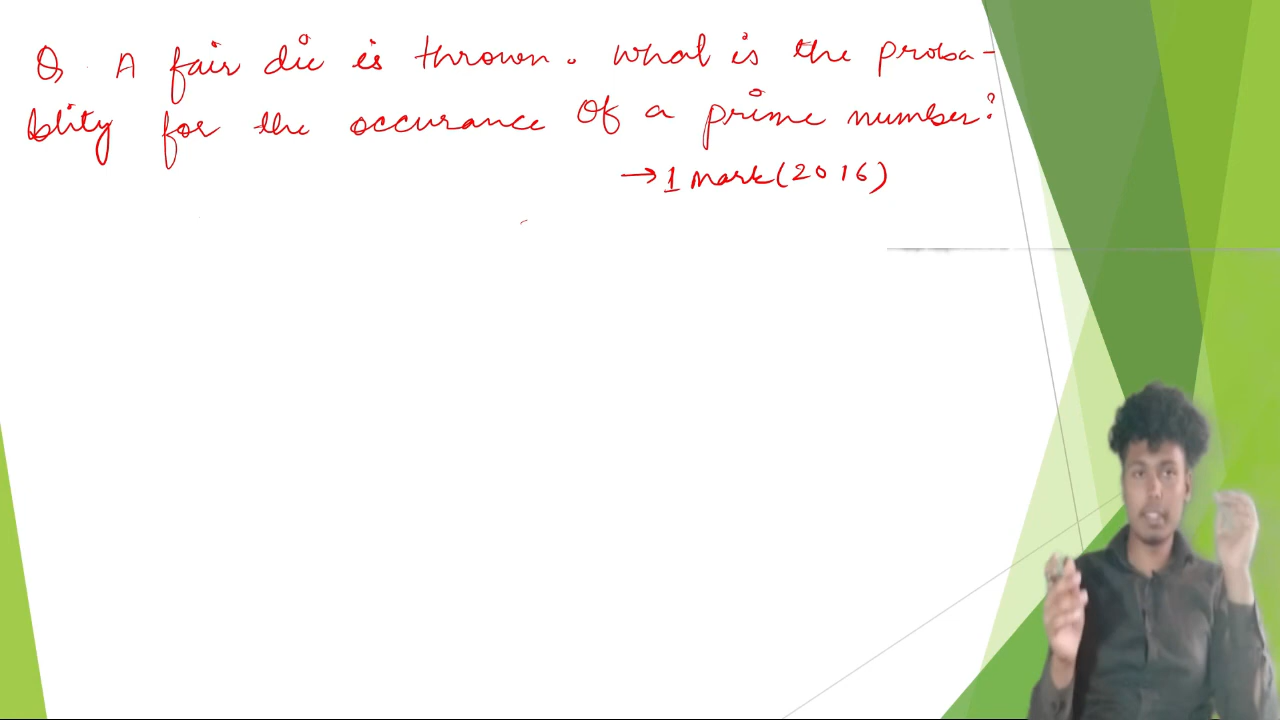 Q A fair die is thrown. What is the proba-
blity for the occurance of a prime number?
→ 1 Mark (2016)